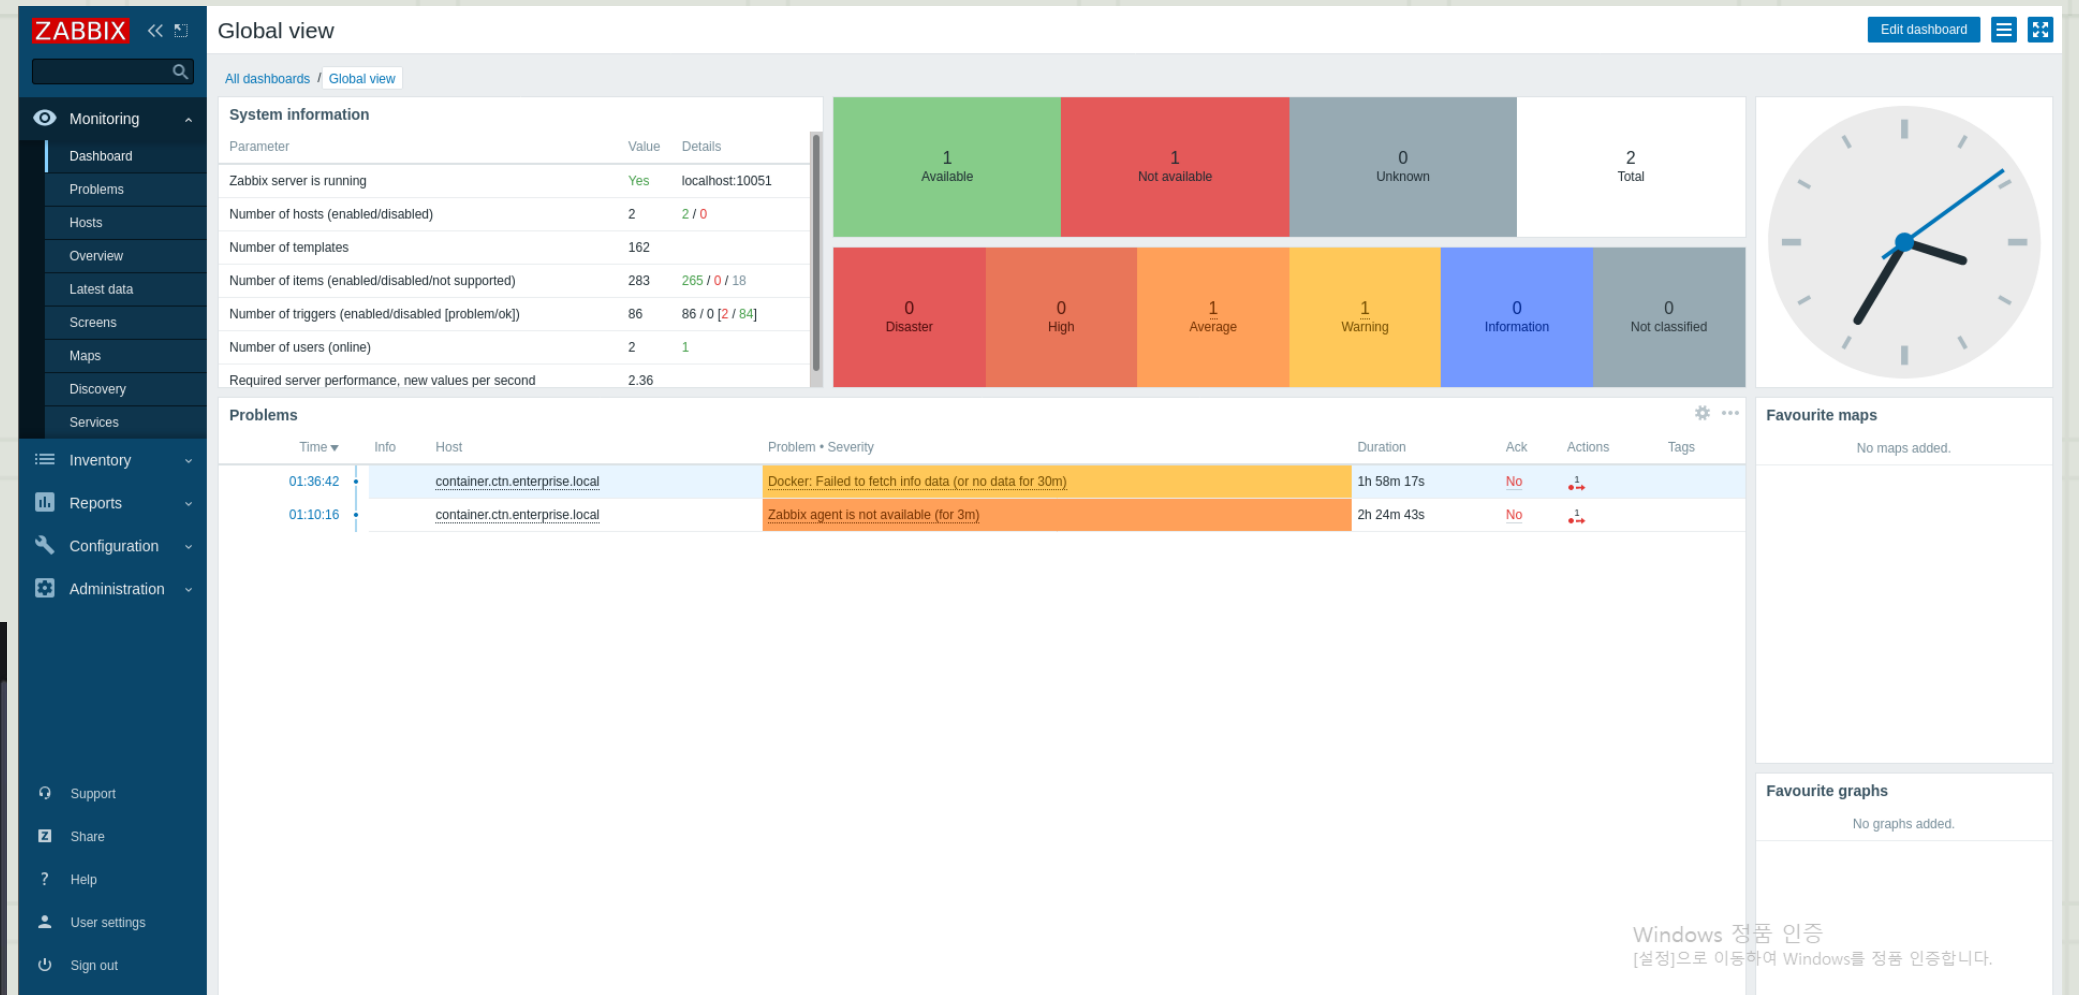 ZABBIX
Global view
Edit dashboard
All dashboards / Global view
Monitoring
Dashboard
Problems
Hosts
Overview
Latest data
Screens
Maps
Discovery
Services
Inventory
Reports
Configuration
Administration
Support
Share
Help
User settings
Sign out
System information
Parameter Value Details
Zabbix server is running Yes localhost:10051
Number of hosts (enabled/disabled) 2 2 / 0
Number of templates 162
Number of items (enabled/disabled/not supported) 283 265 / 0 / 18
Number of triggers (enabled/disabled [problem/ok]) 86 86 / 0 [2 / 84]
Number of users (online) 2 1
Required server performance, new values per second 2.36
1 Available
1 Not available
0 Unknown
2 Total
0 Disaster
0 High
1 Average
1 Warning
0 Information
0 Not classified
Problems
Time Info Host Problem • Severity Duration Ack Actions Tags
01:36:42 container.ctn.enterprise.local Docker: Failed to fetch info data (or no data for 30m) 1h 58m 17s No 1
01:10:16 container.ctn.enterprise.local Zabbix agent is not available (for 3m) 2h 24m 43s No 1
Favourite maps
No maps added.
Favourite graphs
No graphs added.
Windows 정품 인증
[설정]으로 이동하여 Windows를 정품 인증합니다.